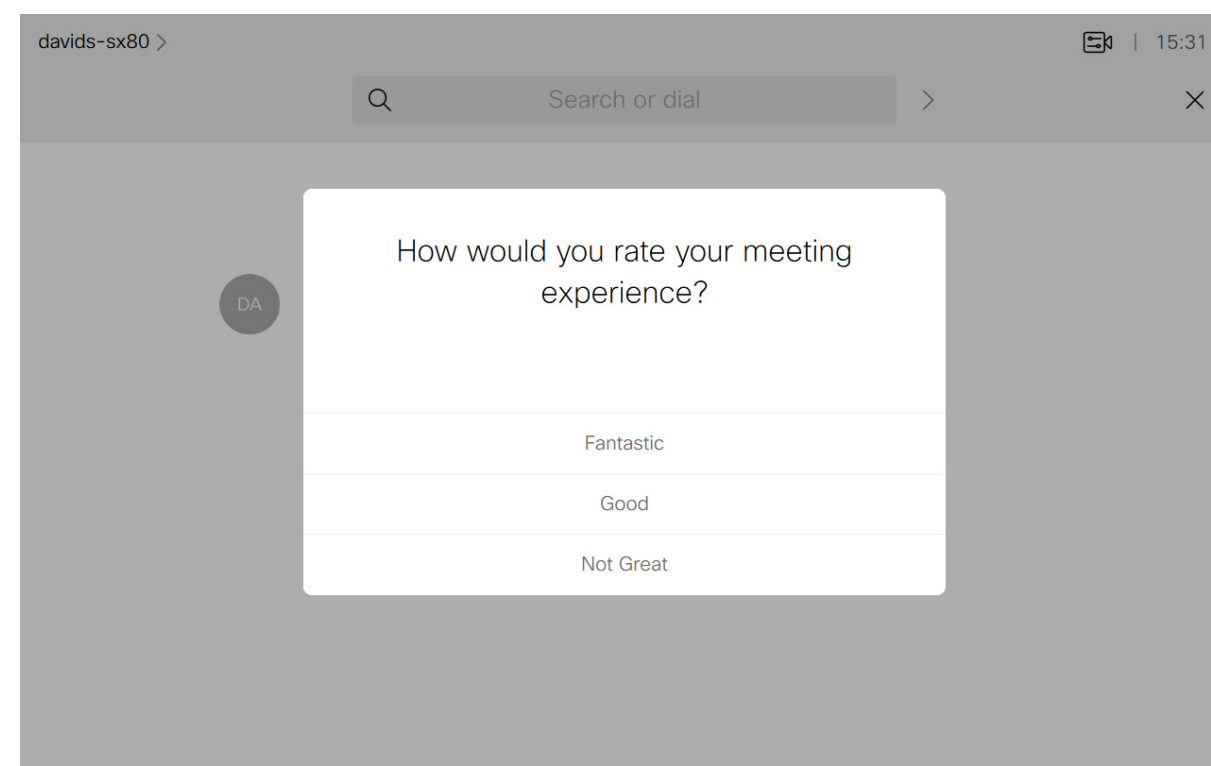 davids-sx80
15:31
Search or dial
How would you rate your meeting
experience?
DA
Fantastic
Good
Not Great